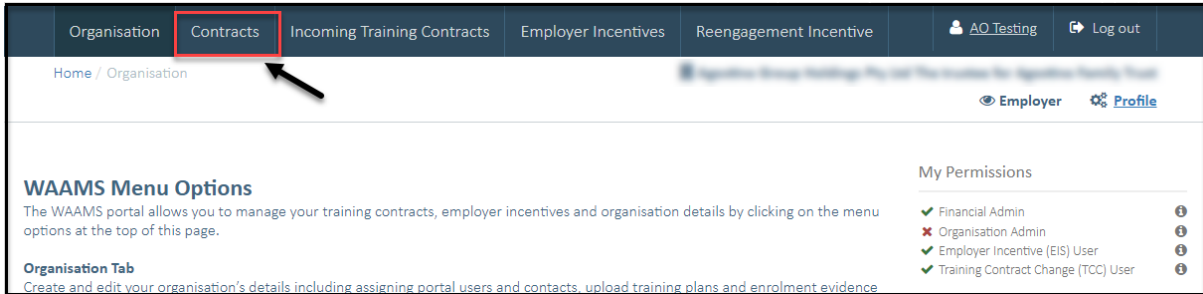 Organisation Contracts Incoming Training Contracts Employer Incentives Reengagement Incentive AO Testing Log out
Home / Organisation
Employer Profile
WAAMS Menu Options
The WAAMS portal allows you to manage your training contracts, employer incentives and organisation details by clicking on the menu
options at the top of this page.
Organisation Tab
Create and edit your organisation's details including assigning portal users and contacts, upload training plans and enrolment evidence
My Permissions
Financial Admin
Organisation Admin
Employer Incentive (EIS) User
Training Contract Change (TCC) User